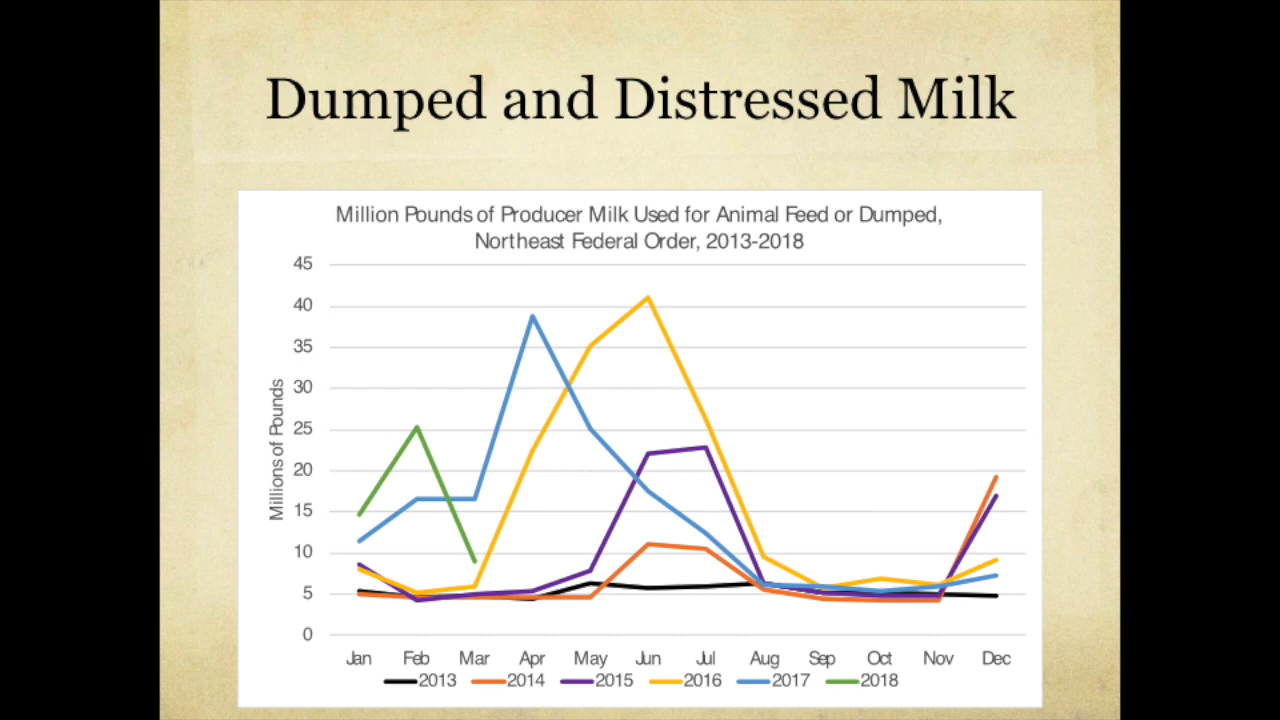 Dumped and Distressed Milk
Million Pounds of Producer Milk Used for Animal Feed or Dumped,
Northeast Federal Order, 2013-2018
45
40
35
30
25
20
15
10
5
0
Millions of Pounds
Jan Feb Mar Apr May Jun Jul Aug Sep Oct Nov Dec
2013 2014 2015 2016 2017 2018